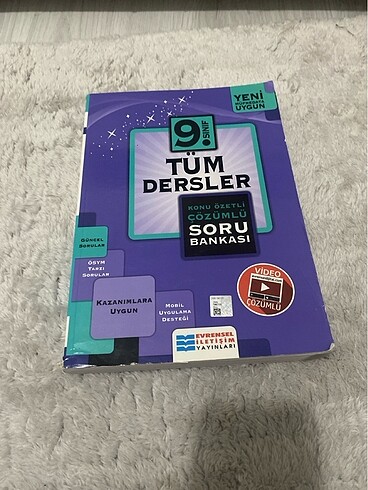 YENİ
MÜFREDATA
UYGUN
9. SINIF
TÜM
DERSLER
KONU ÖZETLİ
ÇÖZÜMLÜ
SORU
BANKASI
GÜNCEL
SORULAR
ÖSYM
TARZI
SORULAR
KAZANIMLARA
UYGUN
MOBİL
UYGULAMA
DESTEĞİ
VİDEO
ÇÖZÜMLÜ
EVRENSEL
İLETİŞİM
YAYINLARI